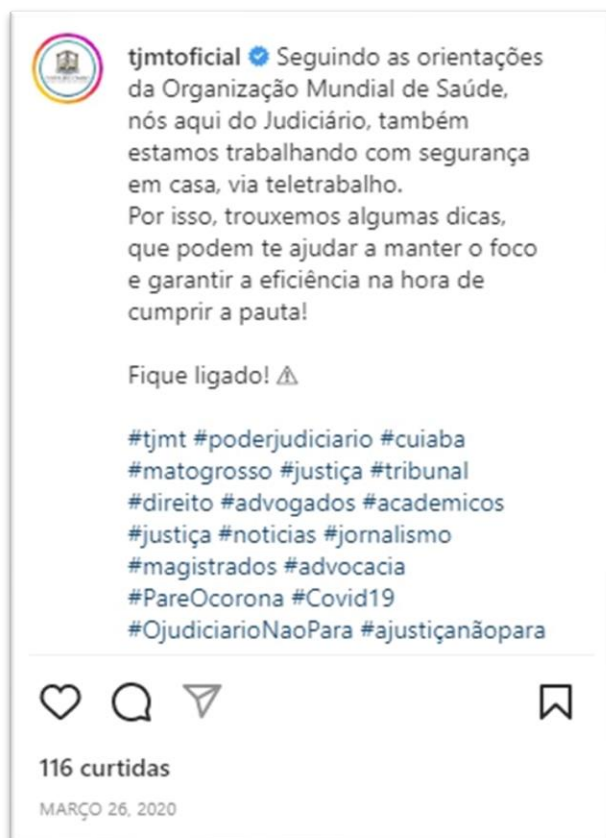 tjmtoficial Seguindo as orientações
da Organização Mundial de Saúde,
nós aqui do Judiciário, também
estamos trabalhando com segurança
em casa, via teletrabalho.
Por isso, trouxemos algumas dicas,
que podem te ajudar a manter o foco
e garantir a eficiência na hora de
cumprir a pauta!
Fique ligado! ⚠
#tjmt #poderjudiciario #cuiaba
#matogrosso #justiça #tribunal
#direito #advogados #academicos
#justiça #noticias #jornalismo
#magistrados #advocacia
#PareOcorona #Covid19
#OjudiciarioNaoPara #ajustiçanãopara
116 curtidas
MARÇO 26, 2020